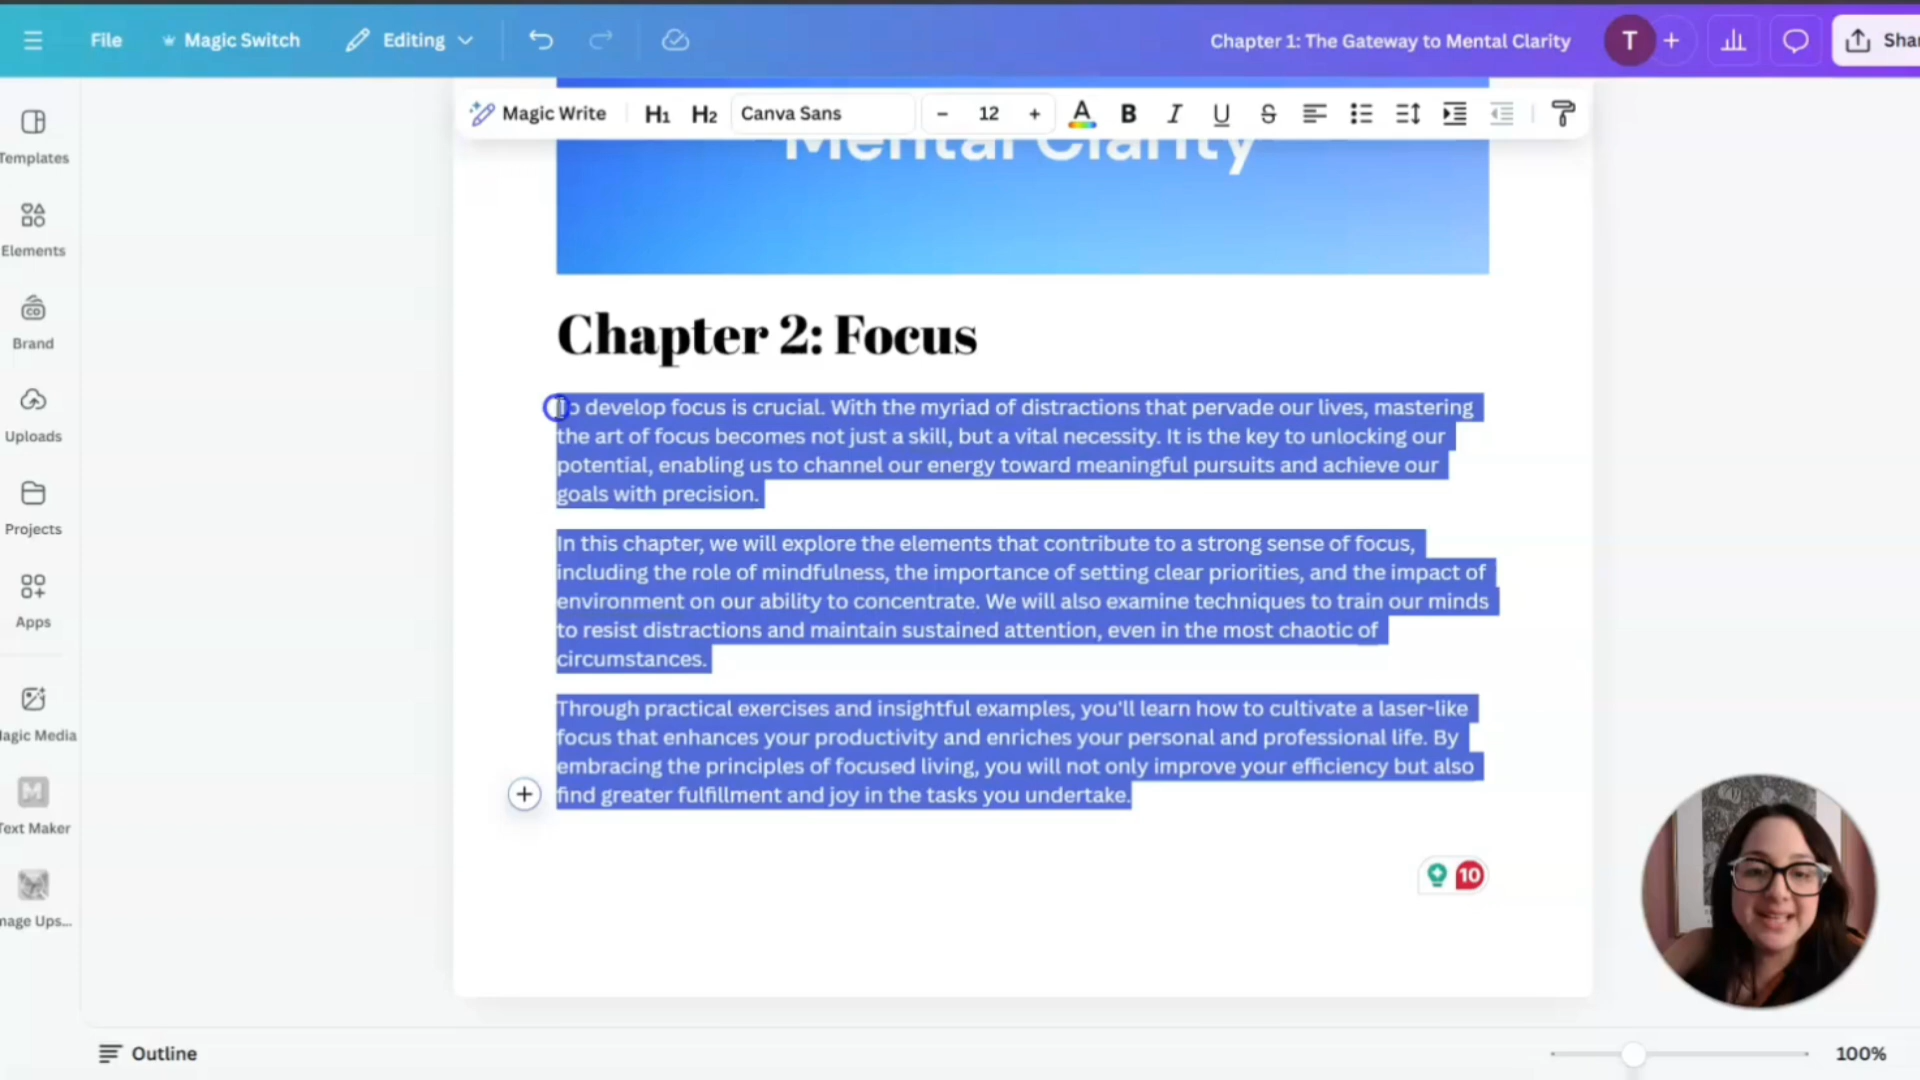 File
Magic Switch
Editing
Chapter 1: The Gateway to Mental Clarity
T
Magic Write
H1
H2
Canva Sans
12
A
B
I
U
S
Mental Clarity
Templates
Elements
Brand
Uploads
Projects
Apps
Magic Media
Text Maker
Chapter 2: Focus
To develop focus is crucial. With the myriad of distractions that pervade our lives, mastering
the art of focus becomes not just a skill, but a vital necessity. It is the key to unlocking our
potential, enabling us to channel our energy toward meaningful pursuits and achieve our
goals with precision.
In this chapter, we will explore the elements that contribute to a strong sense of focus,
including the role of mindfulness, the importance of setting clear priorities, and the impact of
environment on our ability to concentrate. We will also examine techniques to train our minds
to resist distractions and maintain sustained attention, even in the most chaotic of
circumstances.
Through practical exercises and insightful examples, you'll learn how to cultivate a laser-like
focus that enhances your productivity and enriches your personal and professional life. By
embracing the principles of focused living, you will not only improve your efficiency but also
find greater fulfillment and joy in the tasks you undertake.
10
Outline
100%